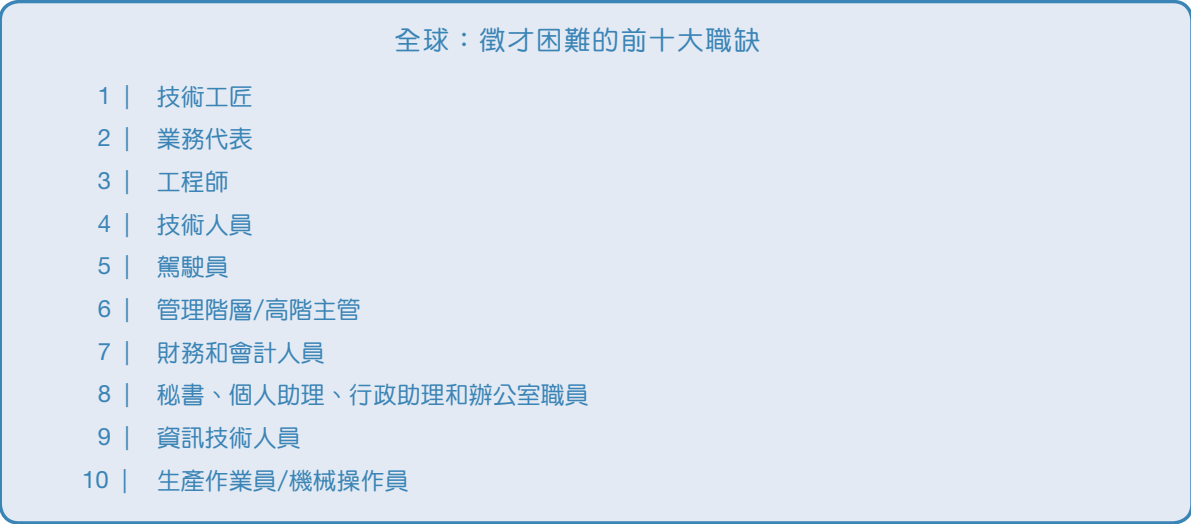 全球：徵才困難的前十大職缺
1 | 技術工匠
2 | 業務代表
3 | 工程師
4 | 技術人員
5 | 駕駛員
6 | 管理階層/高階主管
7 | 財務和會計人員
8 | 秘書、個人助理、行政助理和辦公室職員
9 | 資訊技術人員
10 | 生產作業員/機械操作員